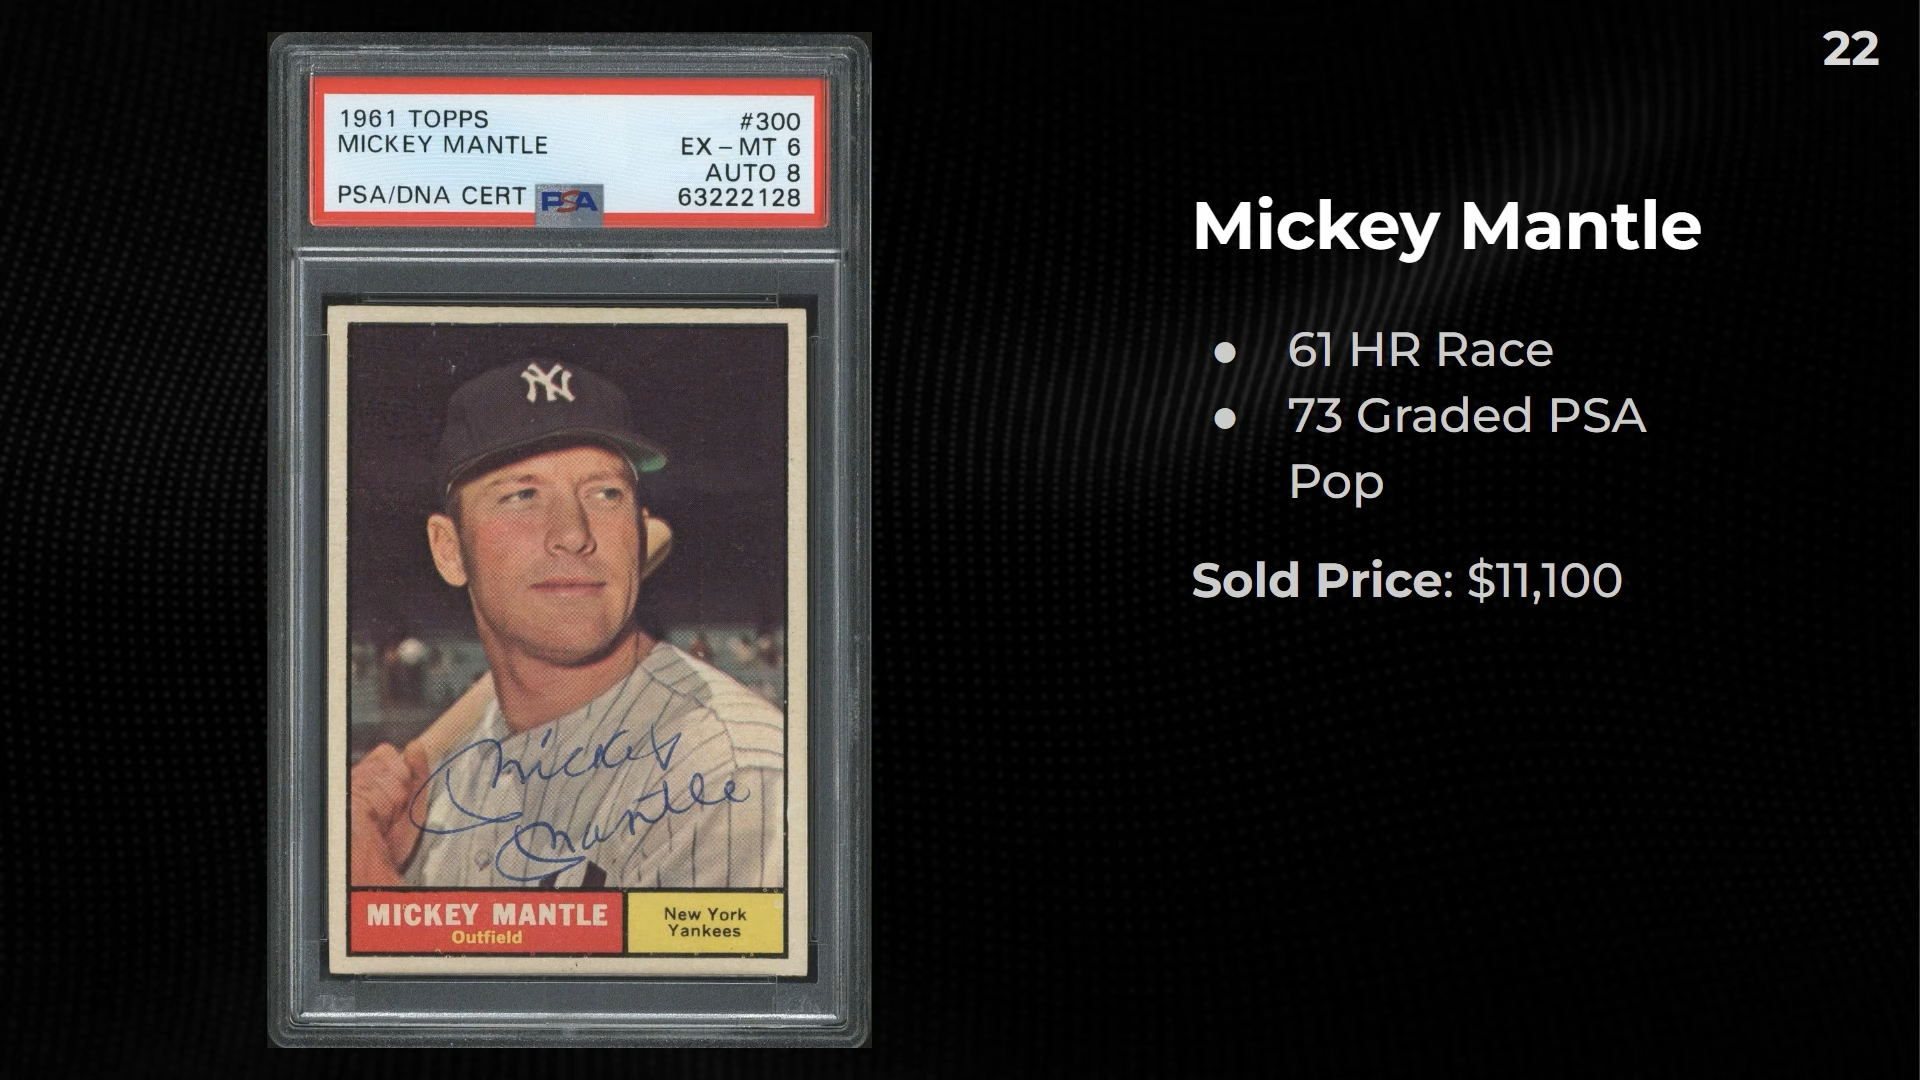 22
1961 TOPPS #300
MICKEY MANTLE EX - MT 6
AUTO 8
PSA/DNA CERT PSA 63222128
NY
Mickey
Mantle
MICKEY MANTLE
Outfield
New York
Yankees
Mickey Mantle
● 61 HR Race
● 73 Graded PSA
Pop
Sold Price: $11,100